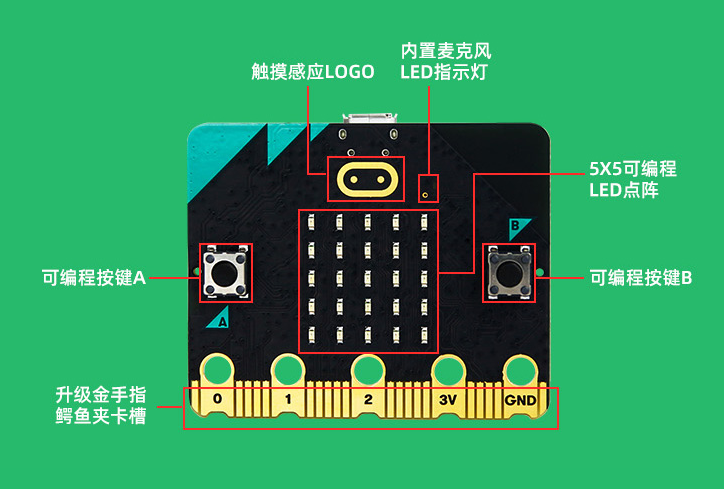 内置麦克风
LED指示灯
触摸感应LOGO
5X5可编程
LED点阵
B
可编程按键A
可编程按键B
A
升级金手指
鳄鱼夹卡槽
0
1
2
3V
GND